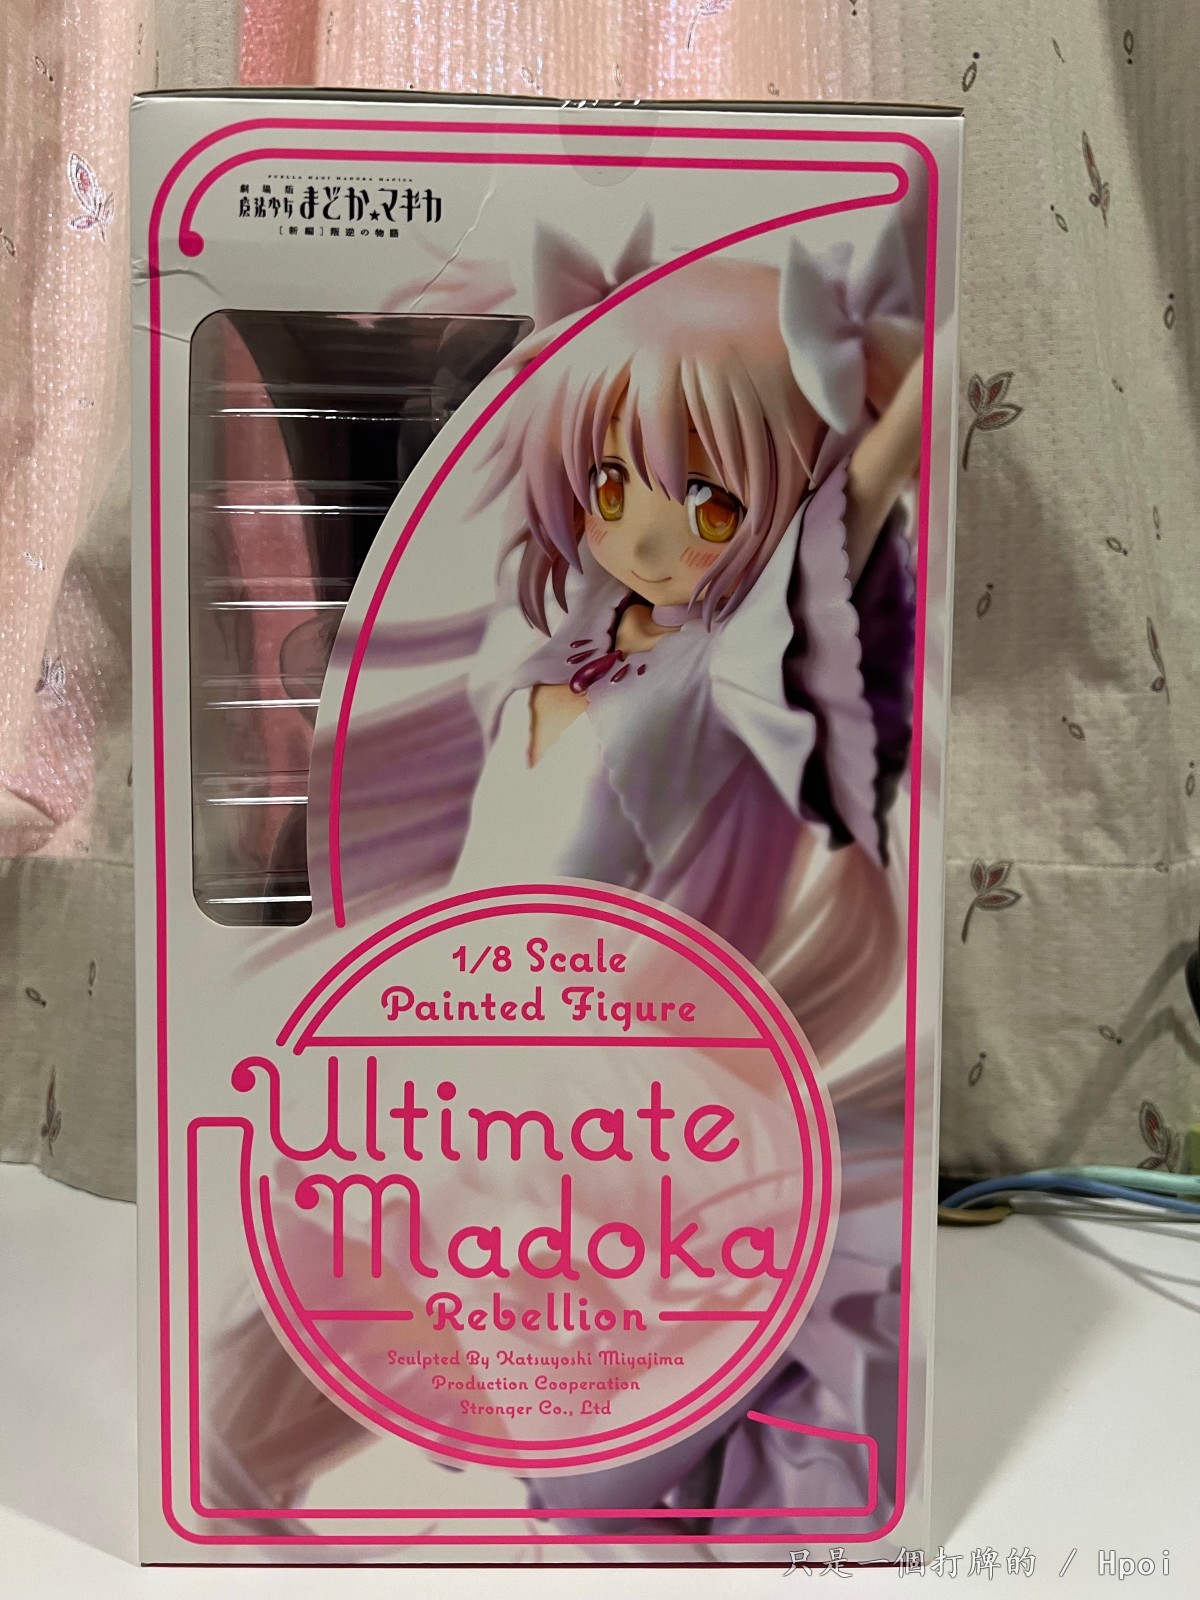 PUELLA MAGI MADOKA MAGICA
劇場版
魔法少女まどか★マギカ
[新編]叛逆の物語
1/8 Scale
Painted Figure
Ultimate
Madoka
Rebellion
Sculpted By Katsuyoshi Miyajima
Production Cooperation
Stronger Co., Ltd
只是一個打牌的 / Hpoi